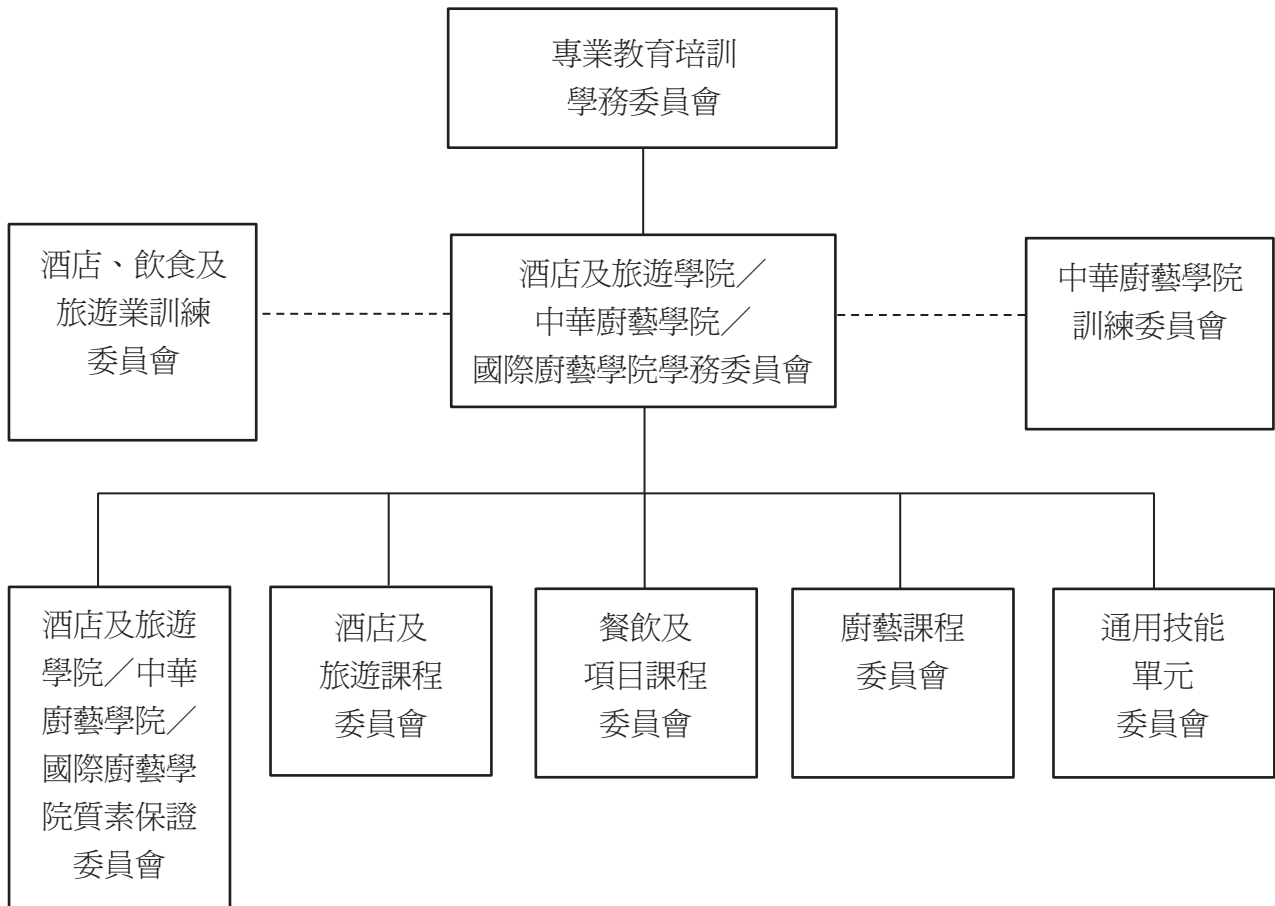 專業教育培訓
學務委員會
酒店、飲食及
旅遊業訓練
委員會
酒店及旅遊學院／
中華廚藝學院／
國際廚藝學院學務委員會
中華廚藝學院
訓練委員會
酒店及旅遊
學院／中華
廚藝學院／
國際廚藝學
院質素保證
委員會
酒店及
旅遊課程
委員會
餐飲及
項目課程
委員會
廚藝課程
委員會
通用技能
單元
委員會